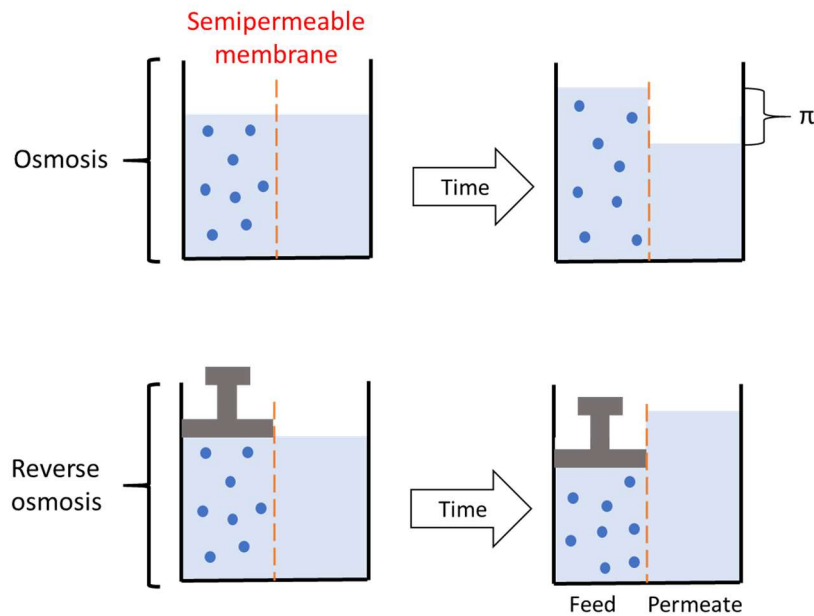 Semipermeable
membrane
Osmosis
Time
π
Reverse
osmosis
Time
Feed Permeate